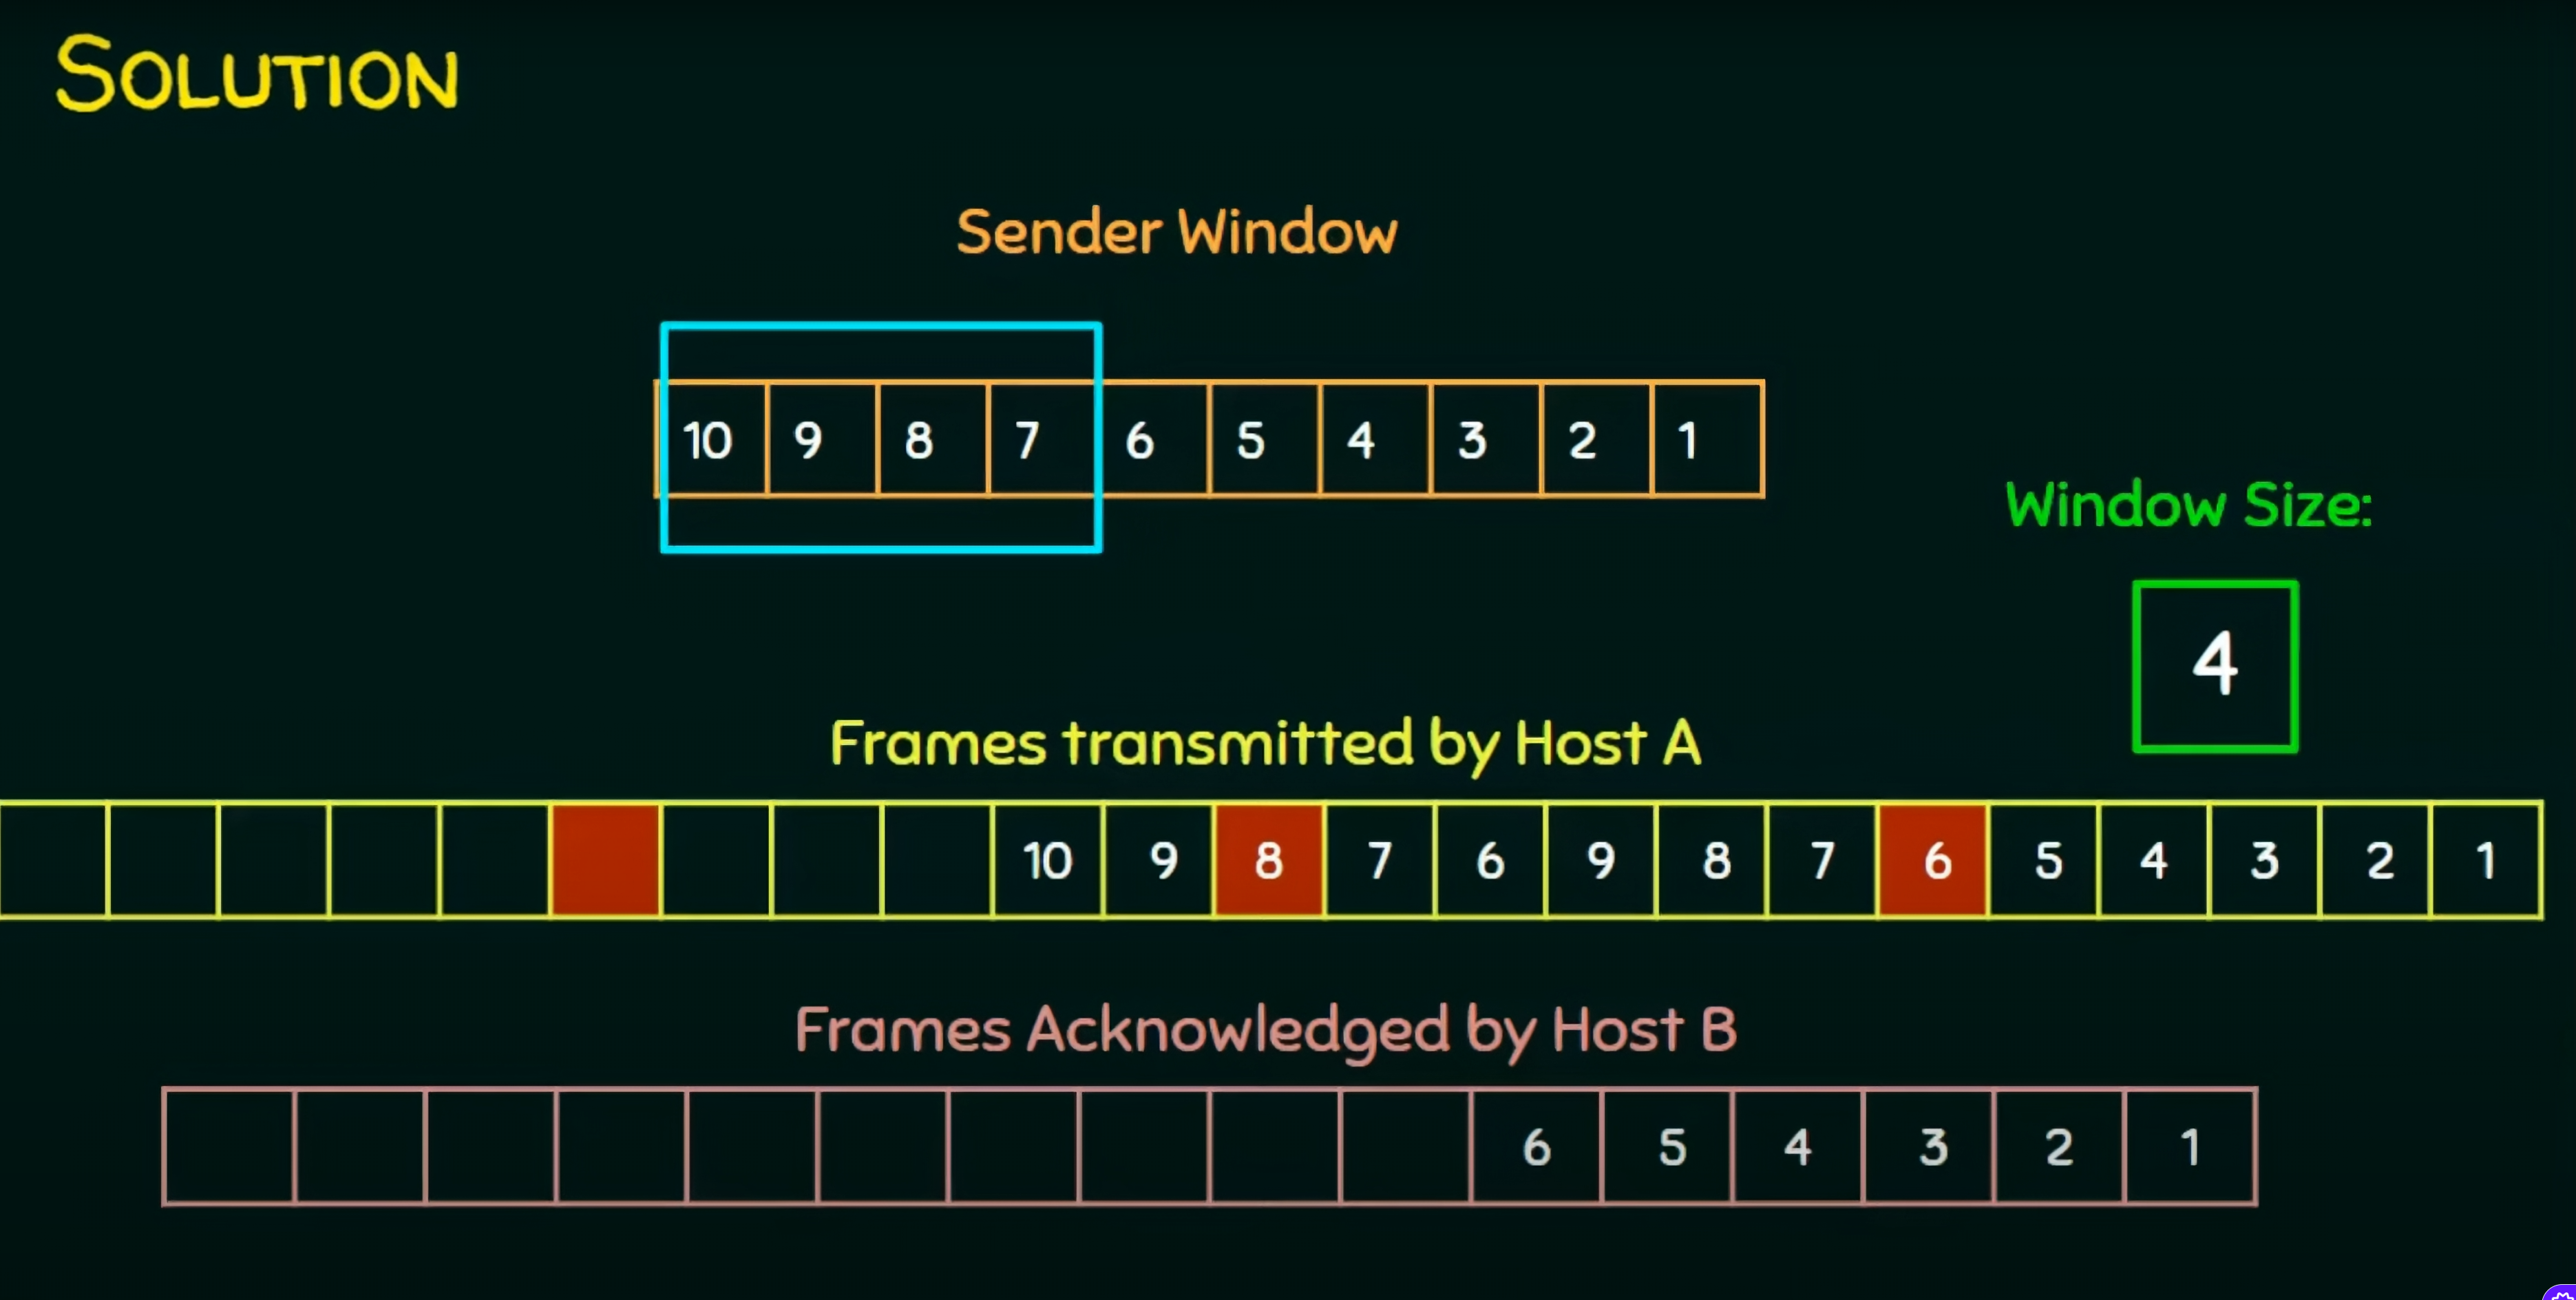 SOLUTION
Sender Window
10 9 8 7 6 5 4 3 2 1
Window Size:
4
Frames transmitted by Host A
10 9 8 7 6 9 8 7 6 5 4 3 2 1
Frames Acknowledged by Host B
6 5 4 3 2 1